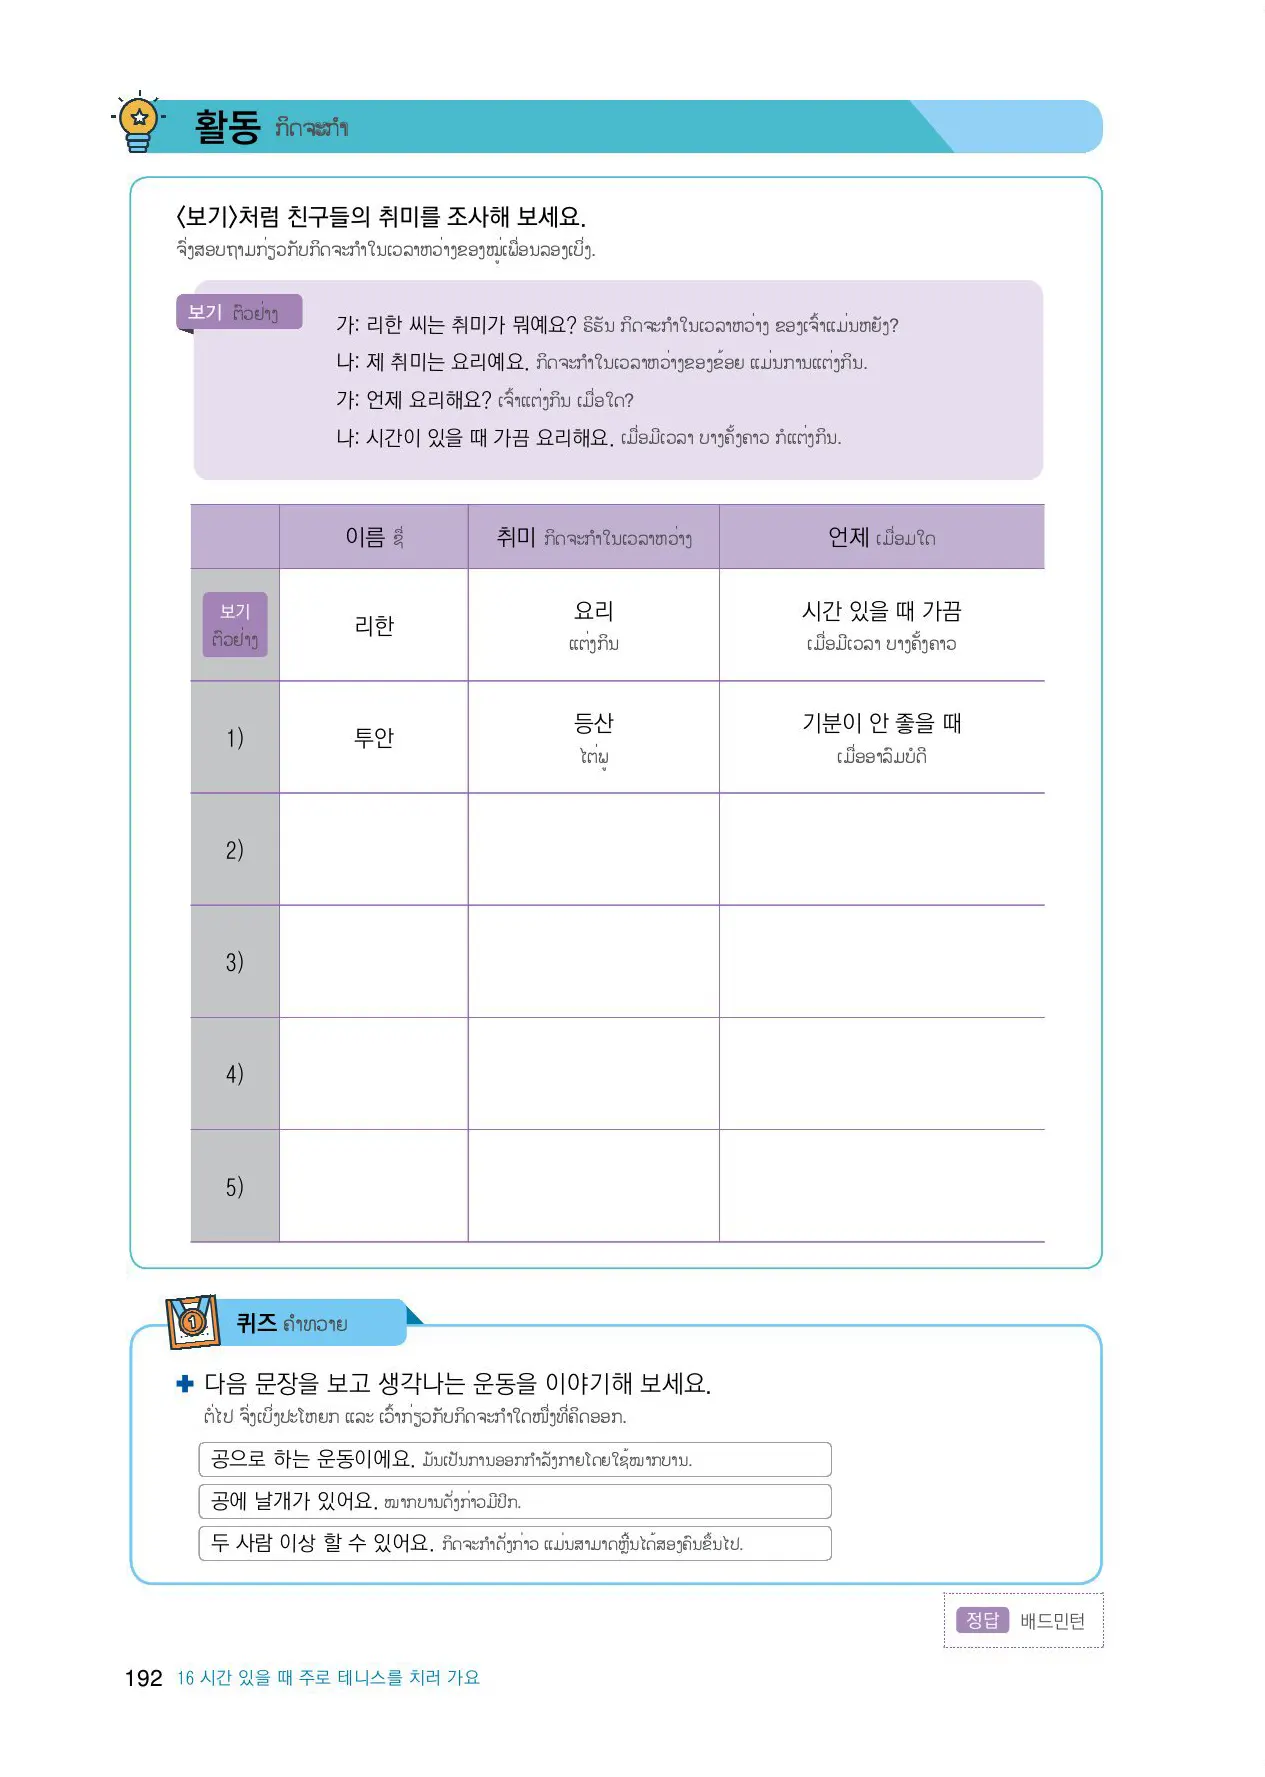 활동 ກິດຈະກຳ
〈보기〉처럼 친구들의 취미를 조사해 보세요.
ຈົ່ງສອບຖາມກ່ຽວກັບກິດຈະກຳໃນເວລາຫວ່າງຂອງໝູ່ເພື່ອນລອງເບິ່ງ.
보기 ຕົວຢ່າງ
가: 리한 씨는 취미가 뭐예요? ຣິຮັນ ກິດຈະກຳໃນເວລາຫວ່າງ ຂອງເຈົ້າແມ່ນຫຍັງ?
나: 제 취미는 요리예요. ກິດຈະກຳໃນເວລາຫວ່າງຂອງຂ້ອຍ ແມ່ນການແຕ່ງກິນ.
가: 언제 요리해요? ເຈົ້າແຕ່ງກິນ ເມື່ອໃດ?
나: 시간이 있을 때 가끔 요리해요. ເມື່ອມີເວລາ ບາງຄັ້ງຄາວ ກໍແຕ່ງກິນ.
이름 ຊື່ 취미 ກິດຈະກຳໃນເວລາຫວ່າງ 언제 ເມື່ອມໃດ
보기 리한 요리 시간 있을 때 가끔
ຕົວຢ່າງ ແຕ່ງກິນ ເມື່ອມີເວລາ ບາງຄັ້ງຄາວ
1) 투안 등산 기분이 안 좋을 때
ໄຕ່ພູ ເມື່ອອາລົມບໍດີ
2)
3)
4)
5)
퀴즈 ຄຳທວາຍ
다음 문장을 보고 생각나는 운동을 이야기해 보세요.
ຕໍ່ໄປ ຈົ່ງເບິ່ງປະໂຫຍກ ແລະ ເວົ້າກ່ຽວກັບກິດຈະກຳໃດໜຶ່ງທີ່ຄິດອອກ.
공으로 하는 운동이에요. ມັນເປັນການອອກກຳລັງກາຍໂດຍໃຊ້ໝາກບານ.
공에 날개가 있어요. ໝາກບານດັ່ງກ່າວມີປີກ.
두 사람 이상 할 수 있어요. ກິດຈະກຳດັ່ງກ່າວ ແມ່ນສາມາດຫຼິ້ນໄດ້ສອງຄົນຂຶ້ນໄປ.
정답 배드민턴
192 16 시간 있을 때 주로 테니스를 치러 가요